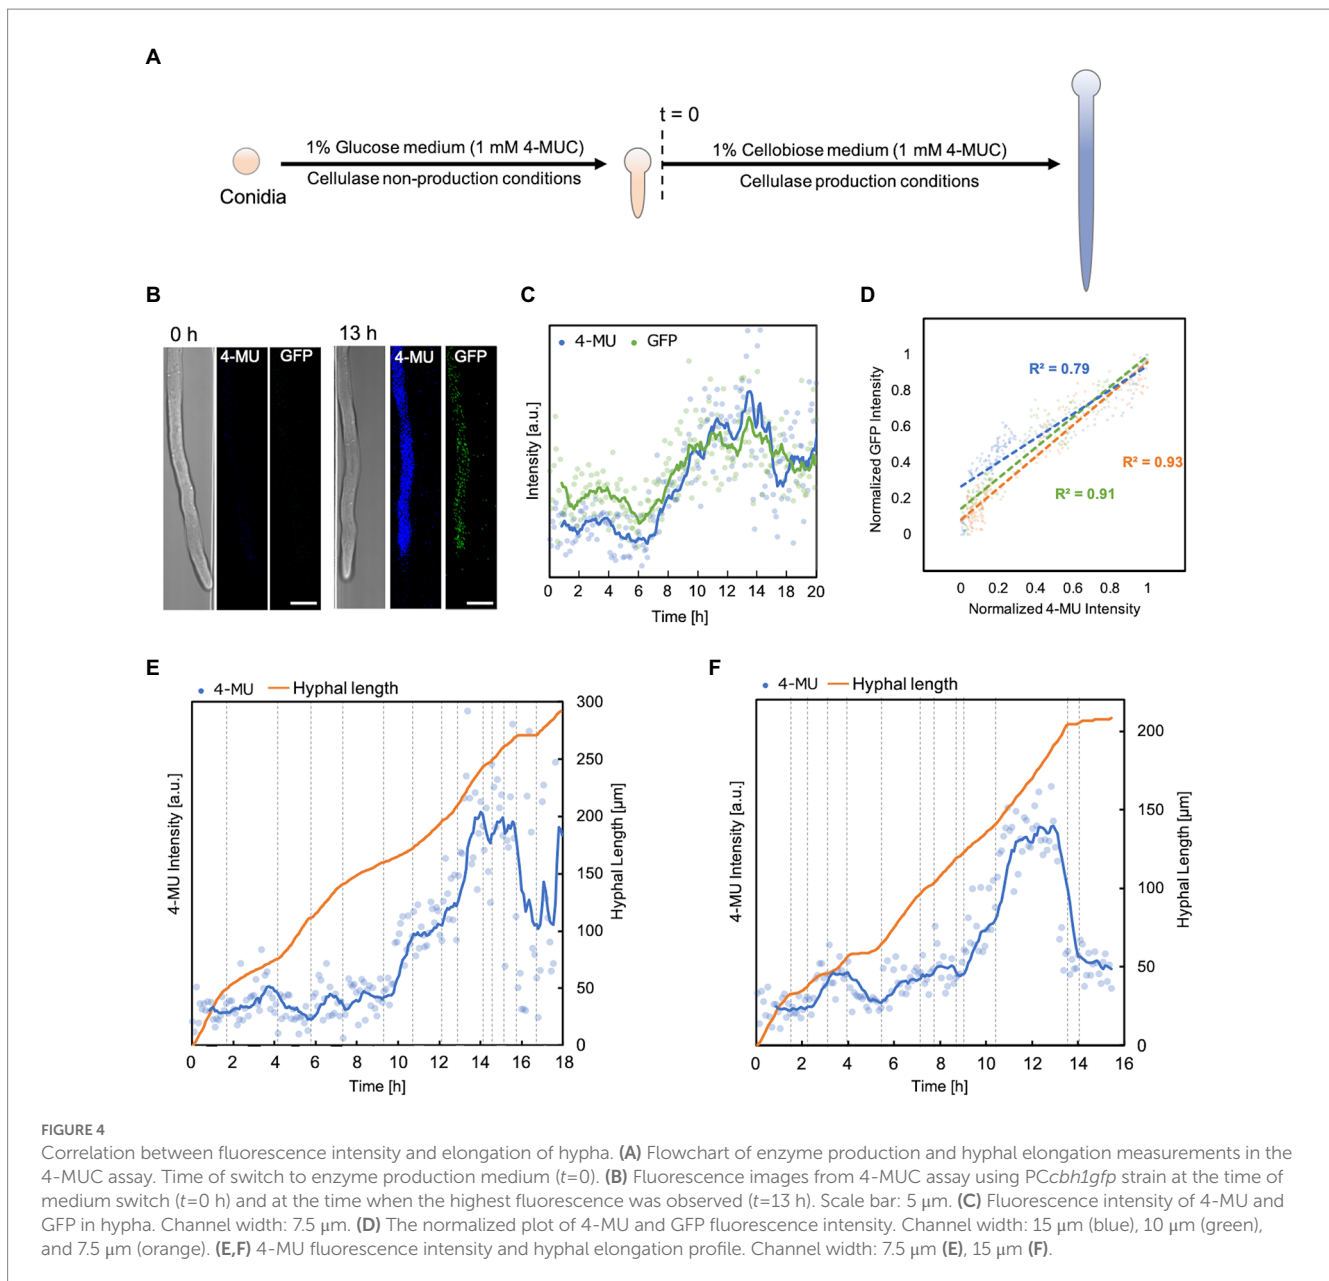 A
t = 0
1% Glucose medium (1 mM 4-MUC)
Cellulase non-production conditions
Conidia
1% Cellobiose medium (1 mM 4-MUC)
Cellulase production conditions
B
0 h
4-MU
GFP
13 h
4-MU
GFP
C
4-MU
GFP
Intensity [a.u.]
0 2 4 6 8 10 12 14 16 18 20
Time [h]
D
Normalized GFP Intensity
1
0.8
0.6
0.4
0.2
0
R² = 0.79
R² = 0.93
R² = 0.91
0 0.2 0.4 0.6 0.8 1
Normalized 4-MU Intensity
E
4-MU
Hyphal length
4-MU Intensity [a.u.]
300
250
200
150
100
50
0
Hyphal Length [µm]
0 2 4 6 8 10 12 14 16 18
Time [h]
F
4-MU
Hyphal length
4-MU Intensity [a.u.]
200
150
100
50
0
Hyphal Length [µm]
0 2 4 6 8 10 12 14 16
Time [h]
FIGURE 4
Correlation between fluorescence intensity and elongation of hypha. (A) Flowchart of enzyme production and hyphal elongation measurements in the
4-MUC assay. Time of switch to enzyme production medium (t=0). (B) Fluorescence images from 4-MUC assay using PCcbh1gfp strain at the time of
medium switch (t=0 h) and at the time when the highest fluorescence was observed (t=13 h). Scale bar: 5 µm. (C) Fluorescence intensity of 4-MU and
GFP in hypha. Channel width: 7.5 µm. (D) The normalized plot of 4-MU and GFP fluorescence intensity. Channel width: 15 µm (blue), 10 µm (green),
and 7.5 µm (orange). (E,F) 4-MU fluorescence intensity and hyphal elongation profile. Channel width: 7.5 µm (E), 15 µm (F).